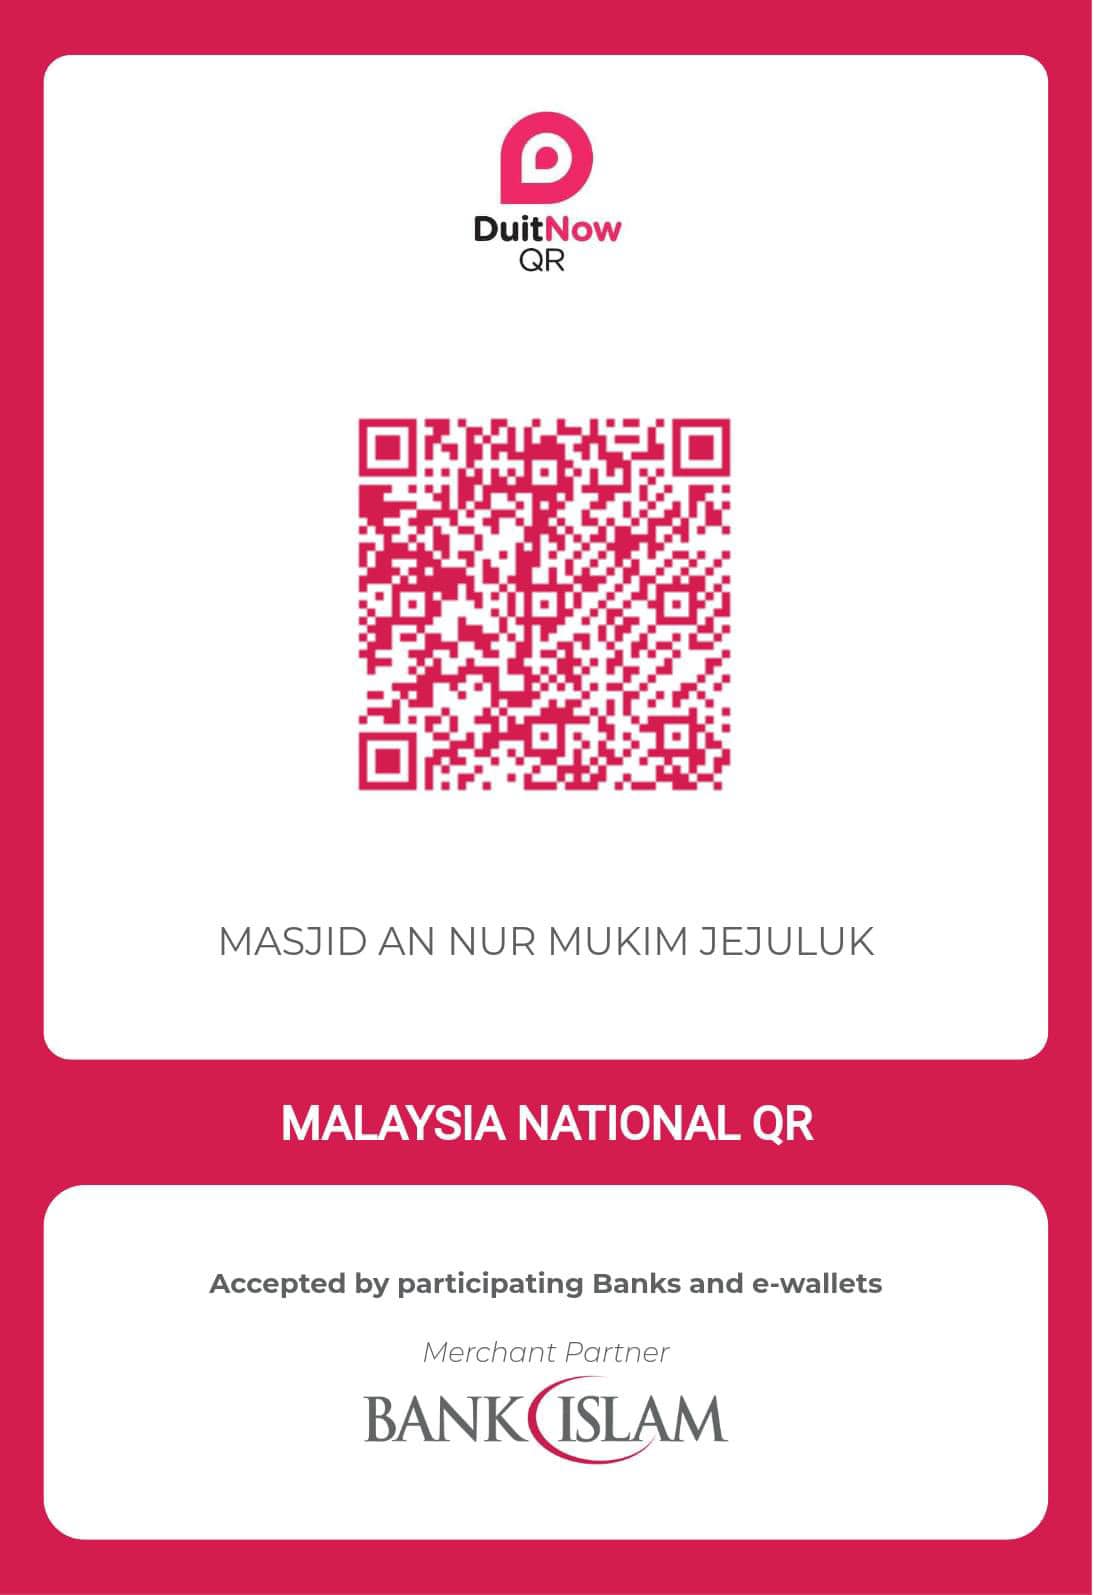 DuitNow
QR
MASJID AN NUR MUKIM JEJULUK
MALAYSIA NATIONAL QR
Accepted by participating Banks and e-wallets
Merchant Partner
BANK ISLAM